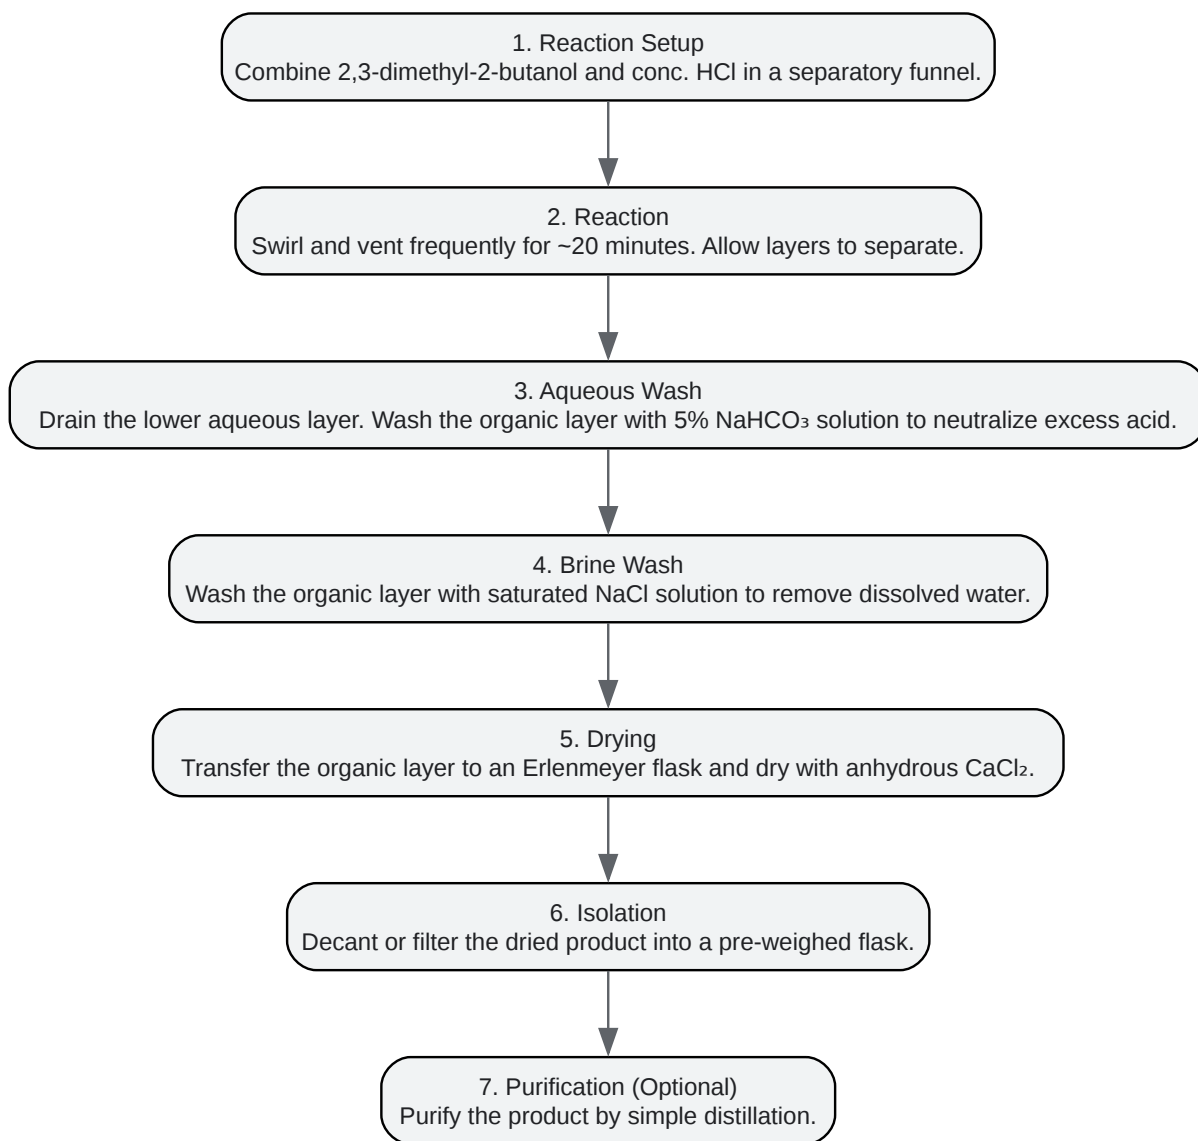 1. Reaction Setup
Combine 2,3-dimethyl-2-butanol and conc. HCl in a separatory funnel.
2. Reaction
Swirl and vent frequently for ~20 minutes. Allow layers to separate.
3. Aqueous Wash
Drain the lower aqueous layer. Wash the organic layer with 5% NaHCO₃ solution to neutralize excess acid.
4. Brine Wash
Wash the organic layer with saturated NaCl solution to remove dissolved water.
5. Drying
Transfer the organic layer to an Erlenmeyer flask and dry with anhydrous CaCl₂.
6. Isolation
Decant or filter the dried product into a pre-weighed flask.
7. Purification (Optional)
Purify the product by simple distillation.